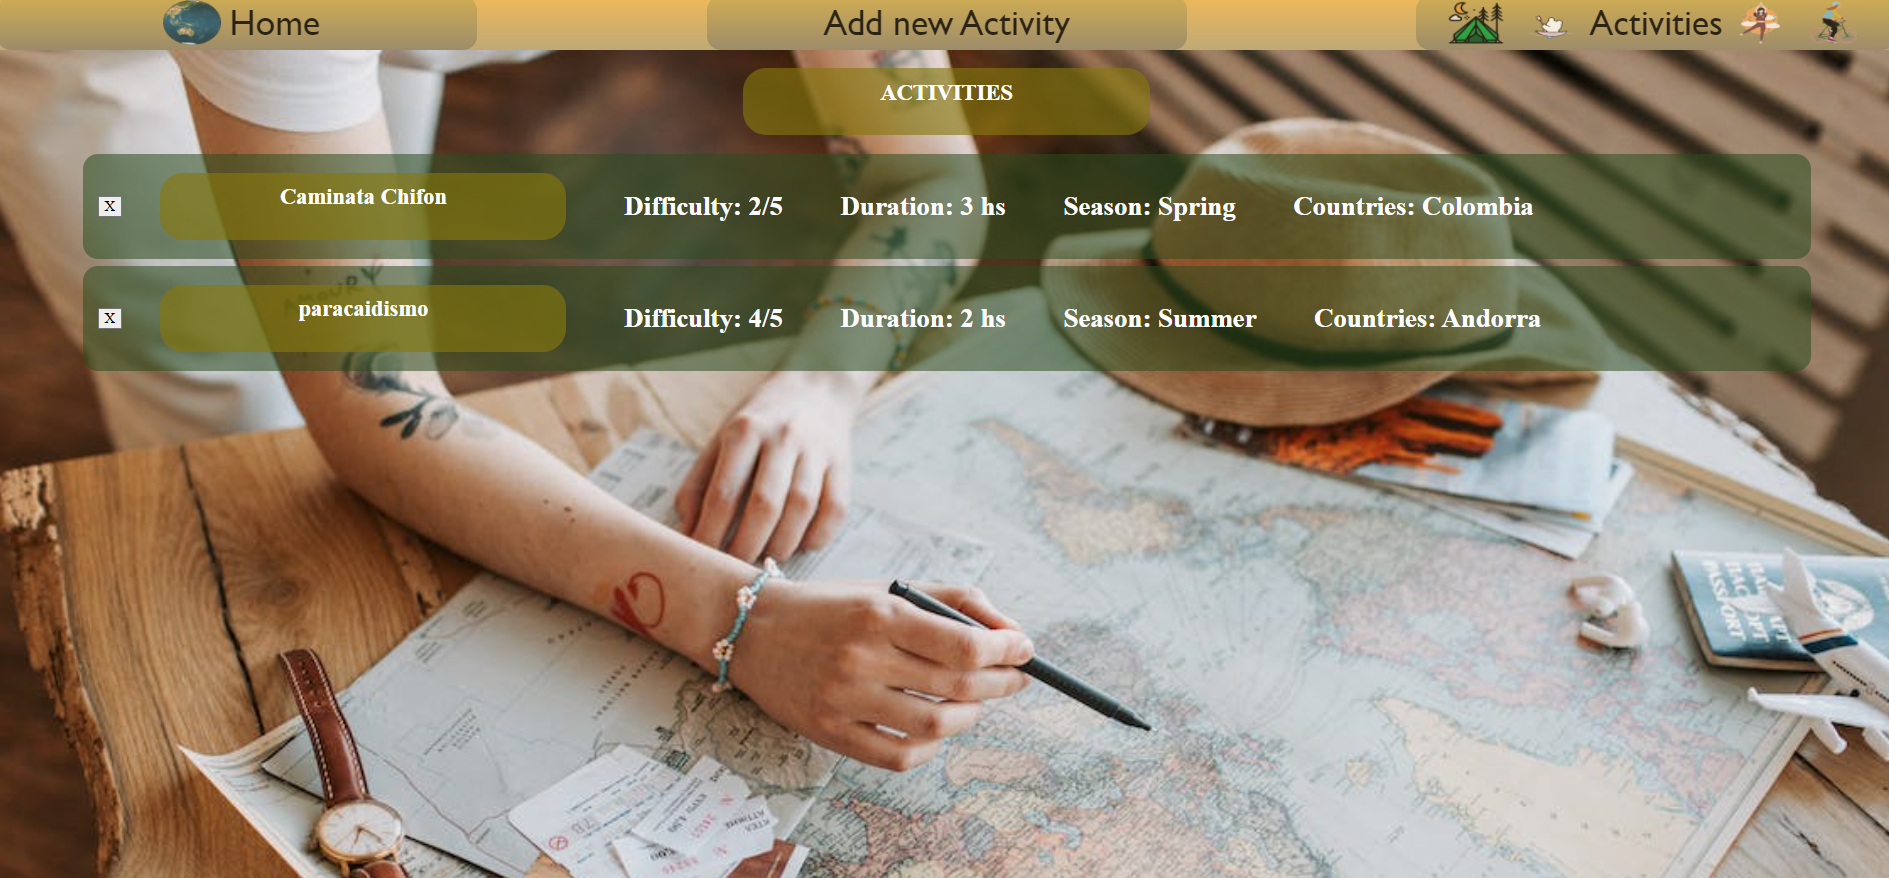 Home
Add new Activity
Activities
ACTIVITIES
X
Caminata Chifon
Difficulty: 2/5
Duration: 3 hs
Season: Spring
Countries: Colombia
X
paracaidismo
Difficulty: 4/5
Duration: 2 hs
Season: Summer
Countries: Andorra
PASSPORT